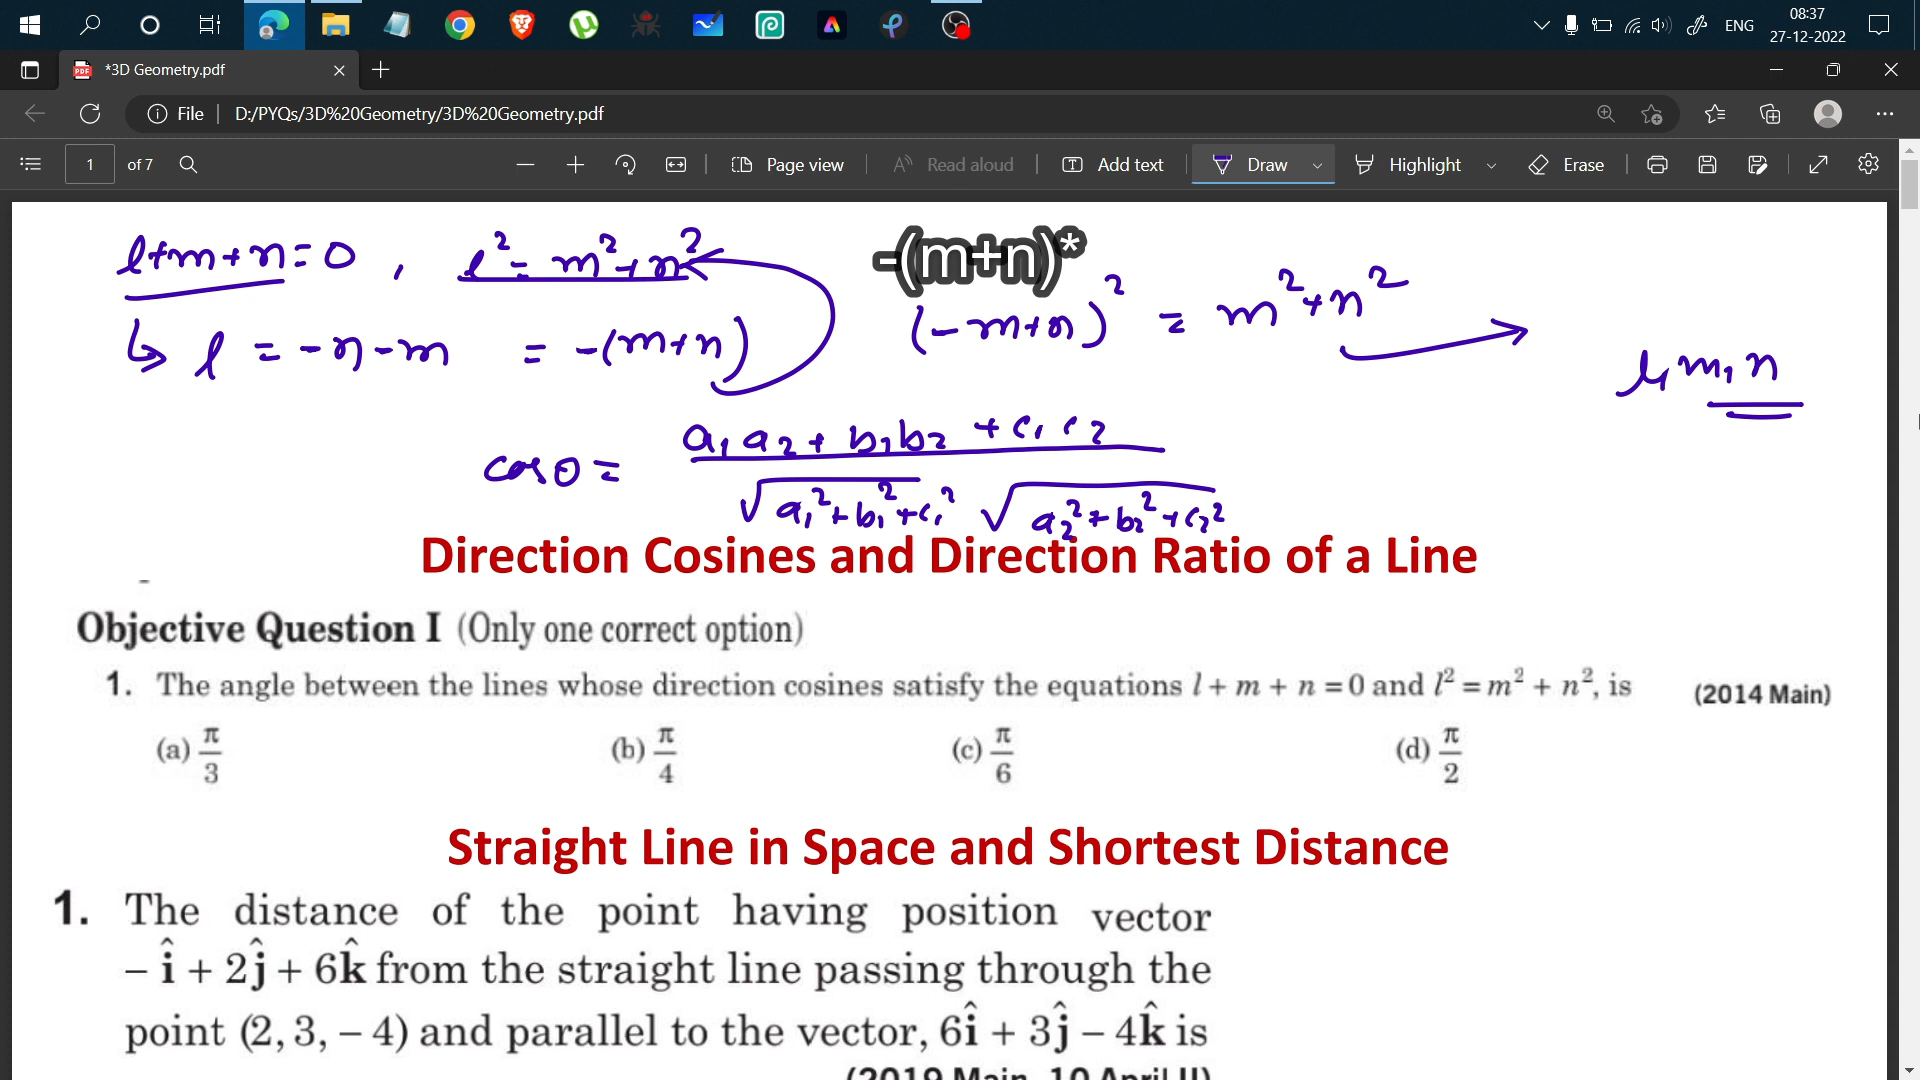 08:37
ENG
27-12-2022
*3D Geometry.pdf
File D:/PYQs/3D%20Geometry/3D%20Geometry.pdf
1 of 7 Page view Read aloud Add text Draw Highlight Erase
l+m+n=0 , l²=m²+n²
-(m+n)*
(-m+n)² = m²+n²
↳ l = -n-m = -(m+n)
l, m, n
cosθ = a₁a₂+b₁b₂+c₁c₂
√a₁²+b₁²+c₁² √a₂²+b₂²+c₂²
Direction Cosines and Direction Ratio of a Line
Objective Question I (Only one correct option)
1. The angle between the lines whose direction cosines satisfy the equations l + m + n = 0 and l² = m² + n², is (2014 Main)
(a) π/3 (b) π/4 (c) π/6 (d) π/2
Straight Line in Space and Shortest Distance
1. The distance of the point having position vector
– î + 2ĵ + 6k̂ from the straight line passing through the
point (2, 3, – 4) and parallel to the vector, 6î + 3ĵ – 4k̂ is
(2019 Main, 10 April II)